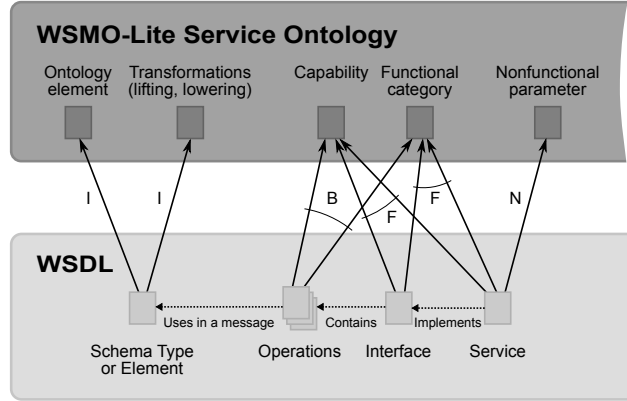 WSMO-Lite Service Ontology
Ontology
element
Transformations
(lifting, lowering)
Capability
Functional
category
Nonfunctional
parameter
I
I
B
F
F
N
WSDL
Uses in a message
Contains
Implements
Schema Type
or Element
Operations
Interface
Service